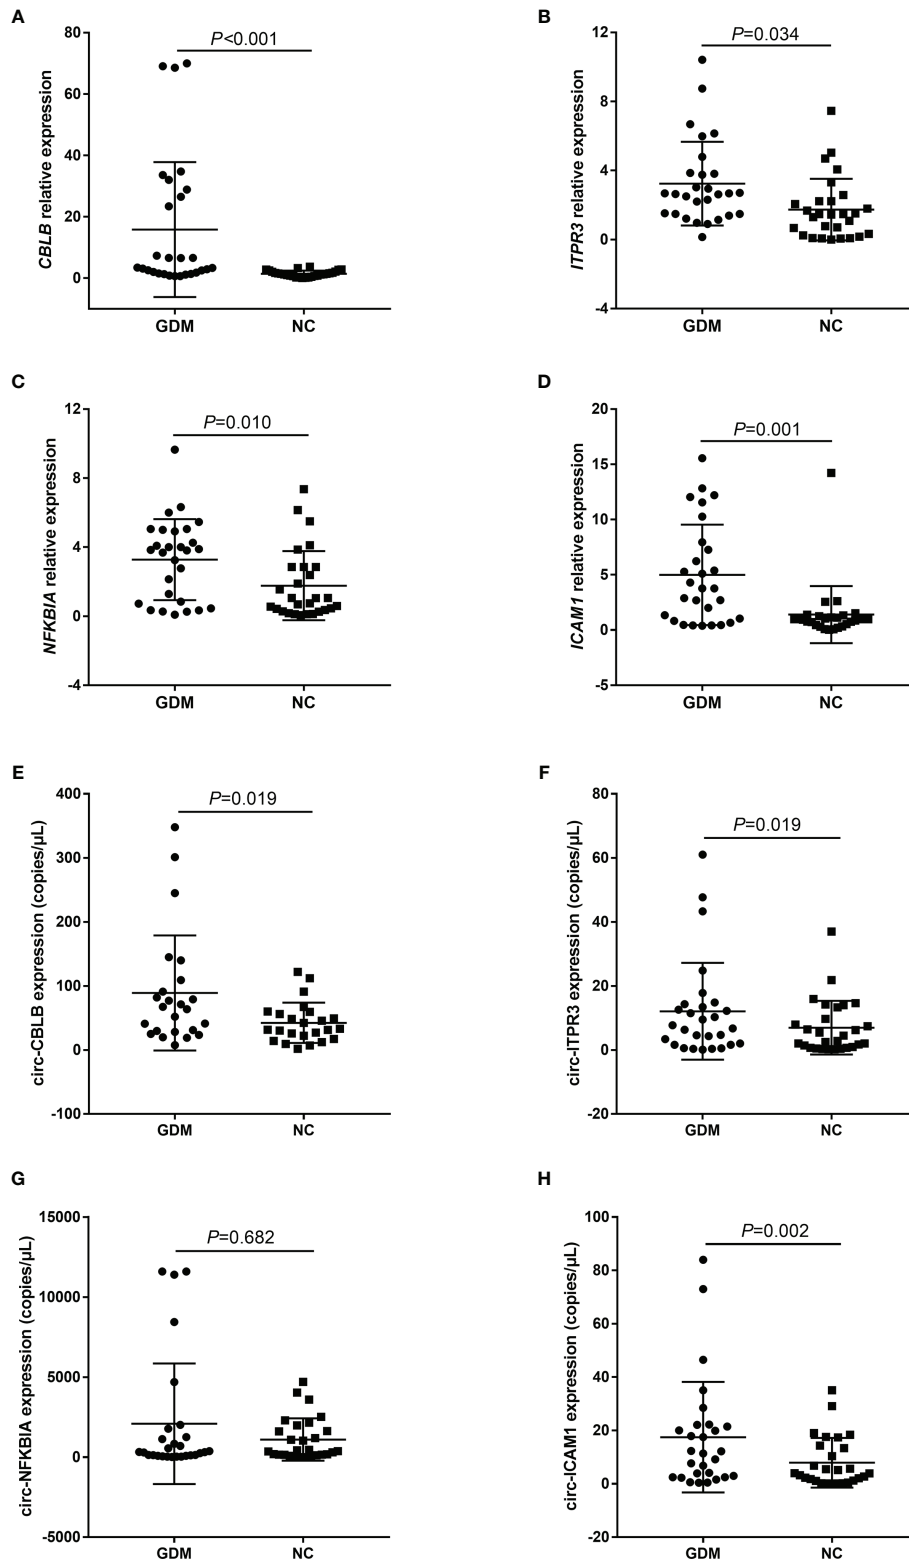 A
P<0.001
80
60
40
20
0
CBLB relative expression
GDM NC
B
P=0.034
12
8
4
0
-4
ITPR3 relative expression
GDM NC
C
P=0.010
12
8
4
0
-4
NFKBIA relative expression
GDM NC
D
P=0.001
20
15
10
5
0
-5
ICAM1 relative expression
GDM NC
E
P=0.019
400
300
200
100
0
-100
circ-CBLB expression (copies/μL)
GDM NC
F
P=0.019
80
60
40
20
0
-20
circ-ITPR3 expression (copies/μL)
GDM NC
G
P=0.682
15000
10000
5000
0
-5000
circ-NFKBIA expression (copies/μL)
GDM NC
H
P=0.002
100
80
60
40
20
0
-20
circ-ICAM1 expression (copies/μL)
GDM NC